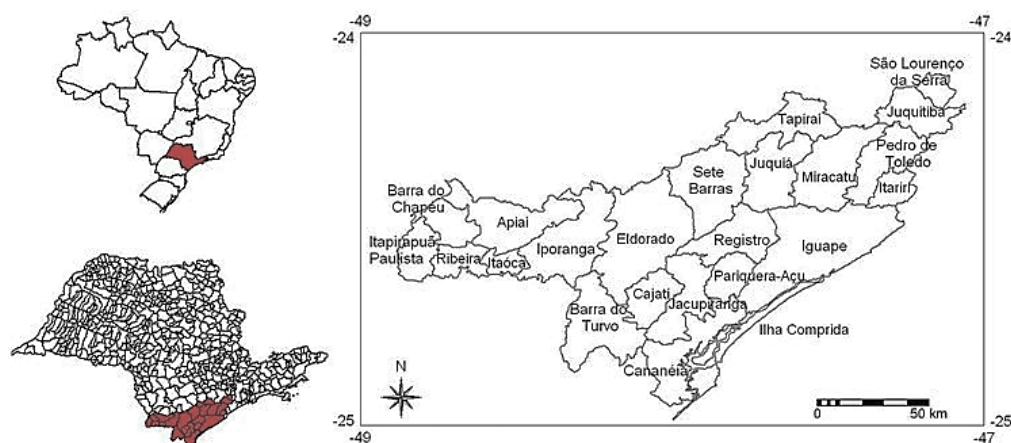 -49
-47
-24
-24
São Lourenço
da Serra
Juquitiba
Tapirai
Pedro de
Toledo
Juquiá
Miracatu
Sete
Barras
Itariri
Barra do
Chapéu
Apiai
Itapirapuã
Paulista
Ribeira
Itaóca
Iporanga
Eldorado
Registro
Iguape
Pariquera-Açu
Cajati
Jacupiranga
Barra do
Turvo
Ilha Comprida
Cananéia
N
0
50 km
-25
-25
-49
-47